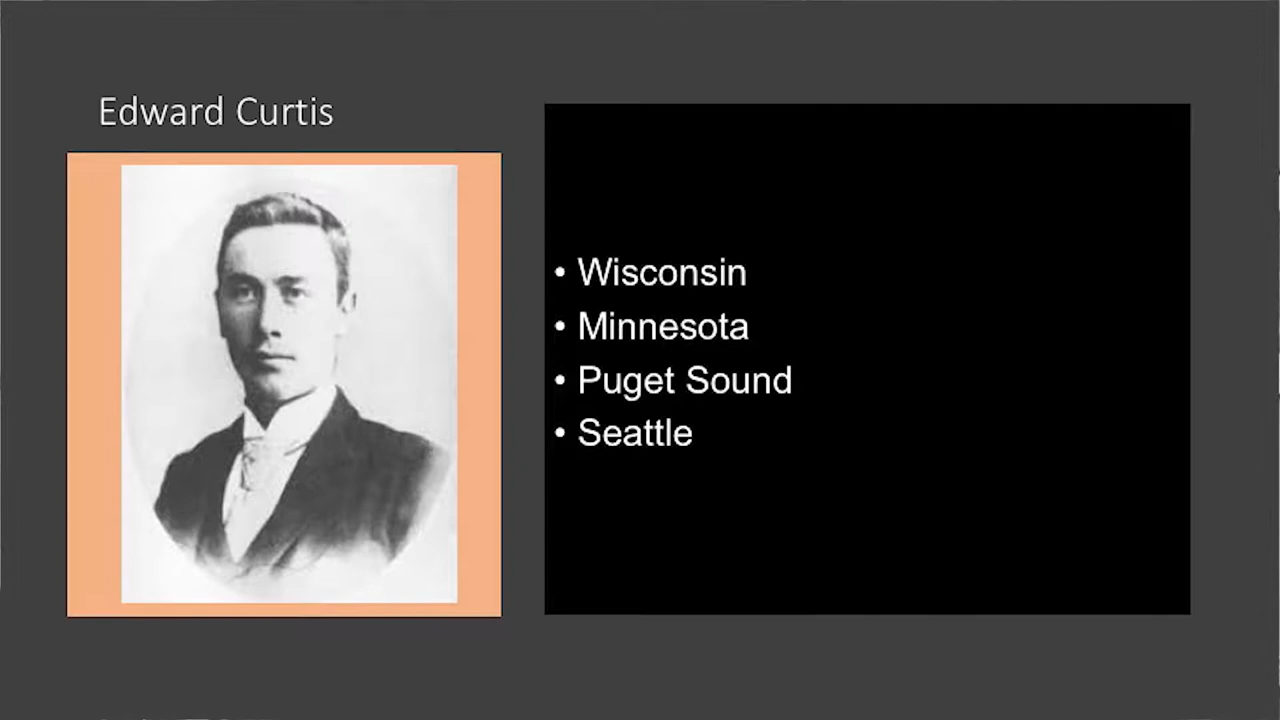 Edward Curtis
• Wisconsin
• Minnesota
• Puget Sound
• Seattle